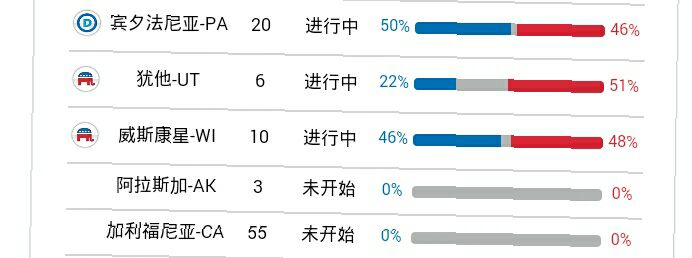 宾夕法尼亚-PA 20 进行中 50% 46%
犹他-UT 6 进行中 22% 51%
威斯康星-WI 10 进行中 46% 48%
阿拉斯加-AK 3 未开始 0% 0%
加利福尼亚-CA 55 未开始 0% 0%